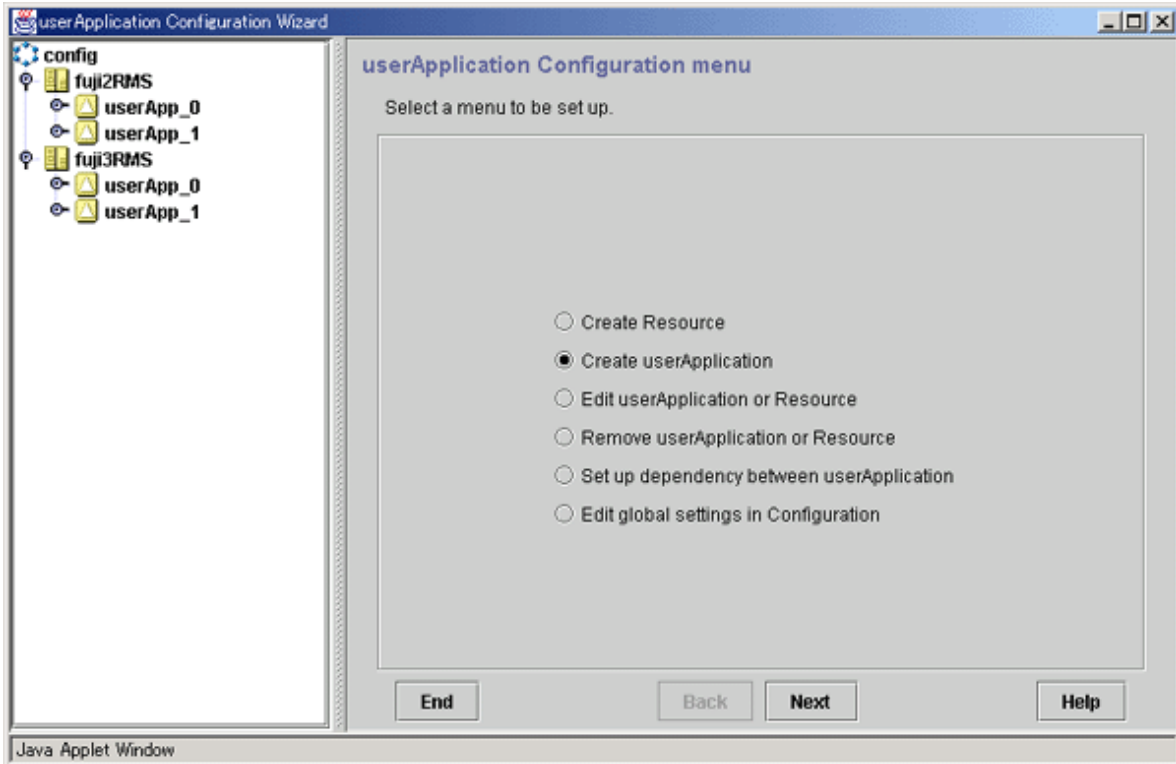 userApplication Configuration Wizard
config
fuji2RMS
userApp_0
userApp_1
fuji3RMS
userApp_0
userApp_1
userApplication Configuration menu
Select a menu to be set up.
Create Resource
Create userApplication
Edit userApplication or Resource
Remove userApplication or Resource
Set up dependency between userApplication
Edit global settings in Configuration
End
Back
Next
Help
Java Applet Window